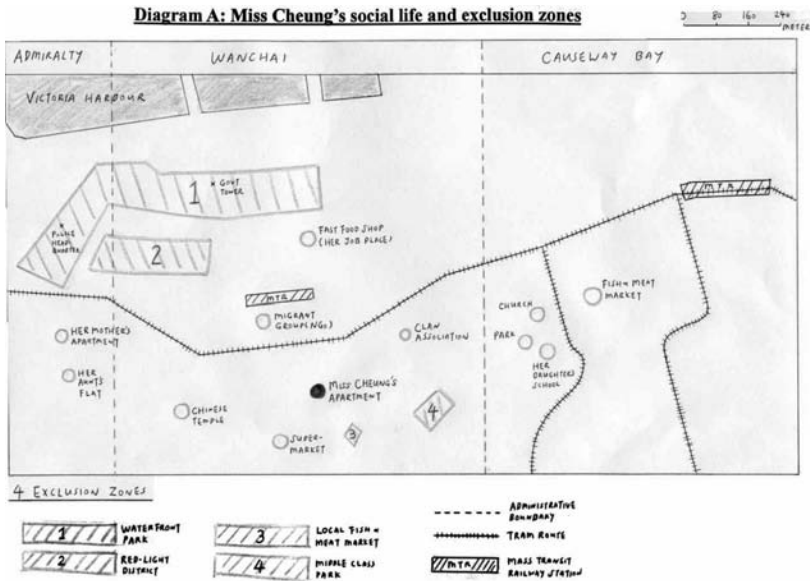 Diagram A: Miss Cheung's social life and exclusion zones
0 80 160 240
METER
ADMIRALTY
WANCHAI
CAUSEWAY BAY
VICTORIA HARBOUR
1
GOVT
TOWER
MTR
POLICE
HEAD
QUARTER
2
FAST FOOD SHOP
(HER JOB PLACE)
MTR
MIGRANT
GROUPING(S)
FISH & MEAT
MARKET
CHURCH
HER MOTHER'S
APARTMENT
CLAN
ASSOCIATION
PARK
HER
DAUGHTER'S
SCHOOL
HER
AUNT'S
FLAT
MISS CHEUNG'S
APARTMENT
CHINESE
TEMPLE
4
3
SUPER-
MARKET
4 EXCLUSION ZONES
1 WATERFRONT
PARK
2 RED-LIGHT
DISTRICT
3 LOCAL FISH &
MEAT MARKET
4 MIDDLE CLASS
PARK
ADMINISTRATIVE
BOUNDARY
TRAM ROUTE
MTR MASS TRANSIT
RAILWAY STATION